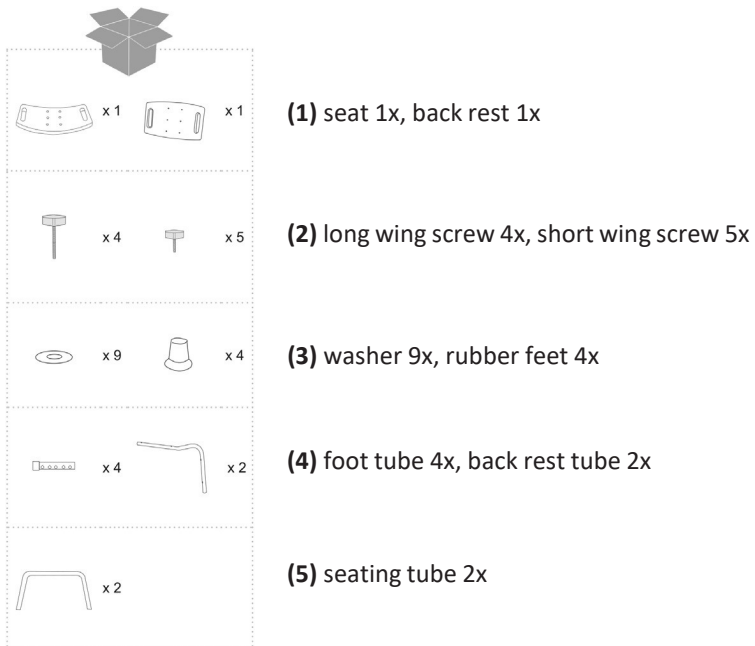 x 1 x 1 (1) seat 1x, back rest 1x
x 4 x 5 (2) long wing screw 4x, short wing screw 5x
x 9 x 4 (3) washer 9x, rubber feet 4x
x 4 x 2 (4) foot tube 4x, back rest tube 2x
x 2 (5) seating tube 2x